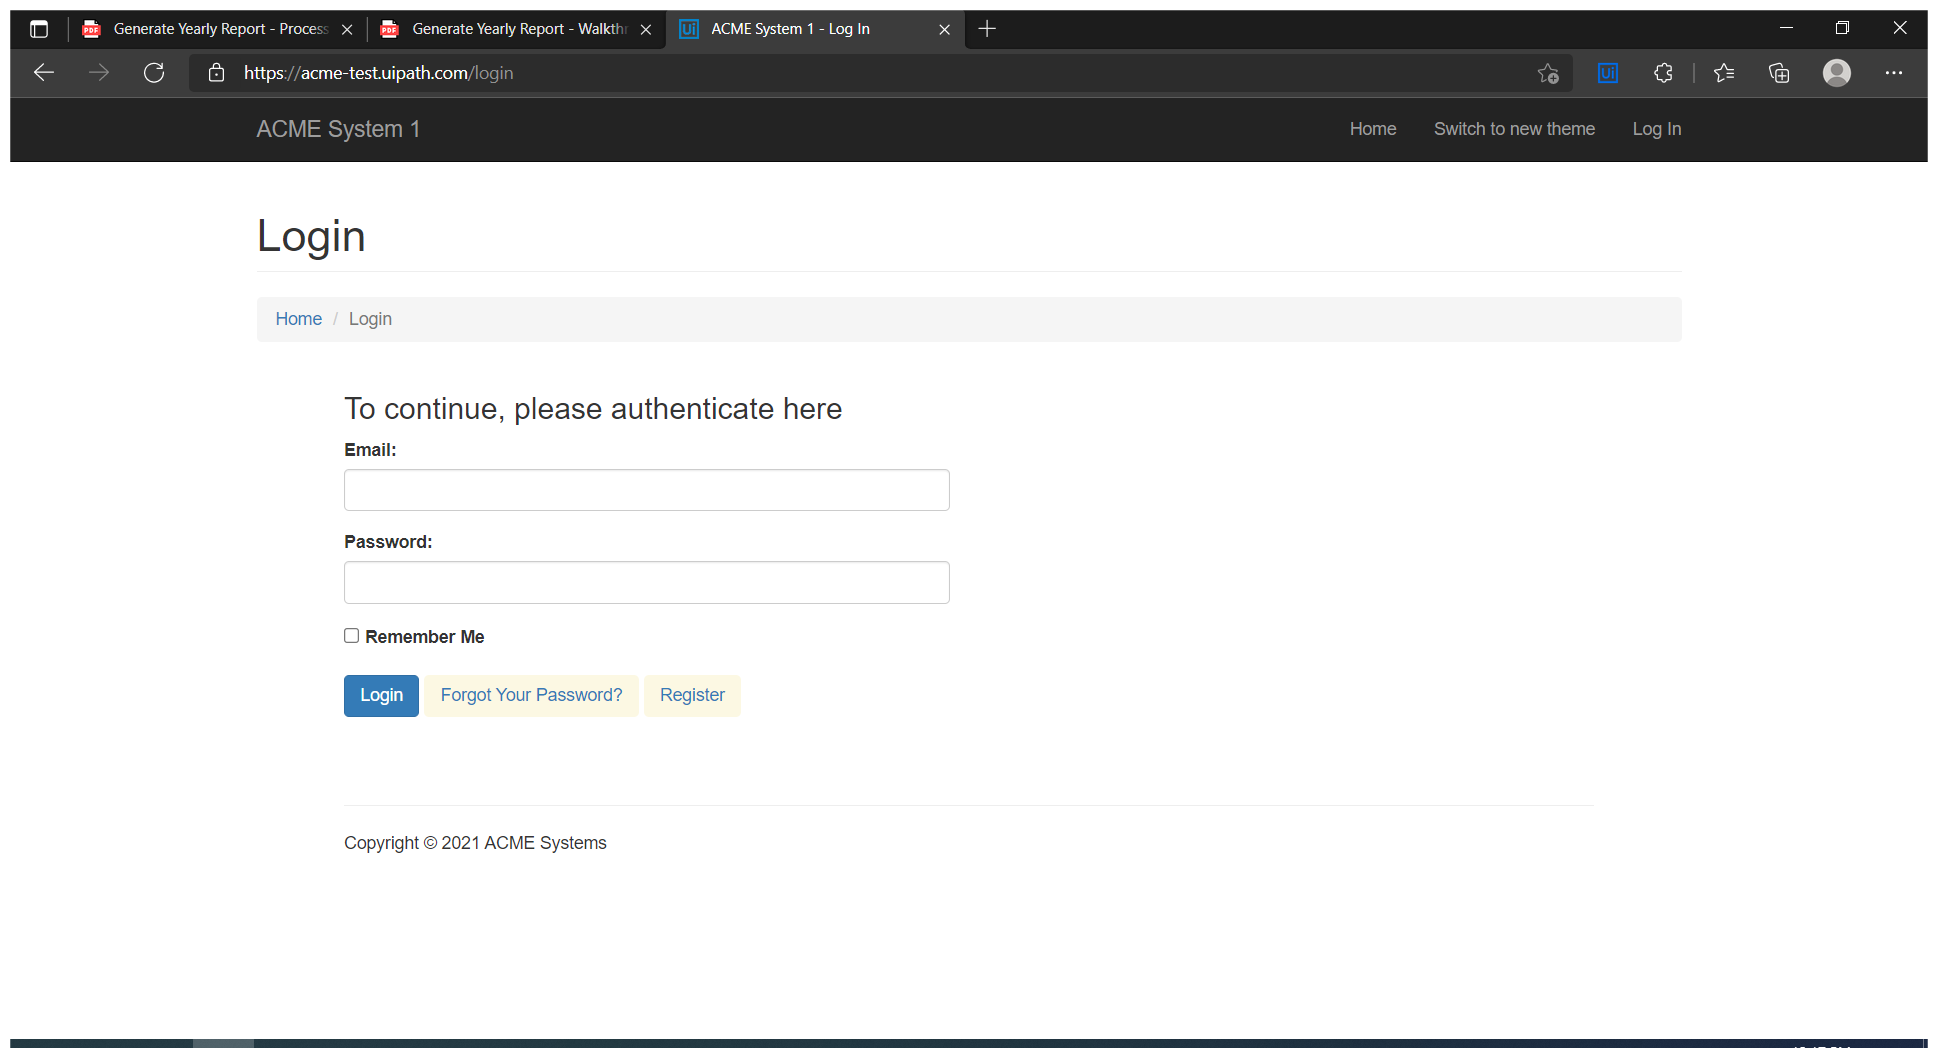 Generate Yearly Report - Process
Generate Yearly Report - Walkthr
Ui ACME System 1 - Log In
https://acme-test.uipath.com/login
Ui
ACME System 1
Home Switch to new theme Log In
Login
Home / Login
To continue, please authenticate here
Email:
Password:
Remember Me
Login Forgot Your Password? Register
Copyright © 2021 ACME Systems